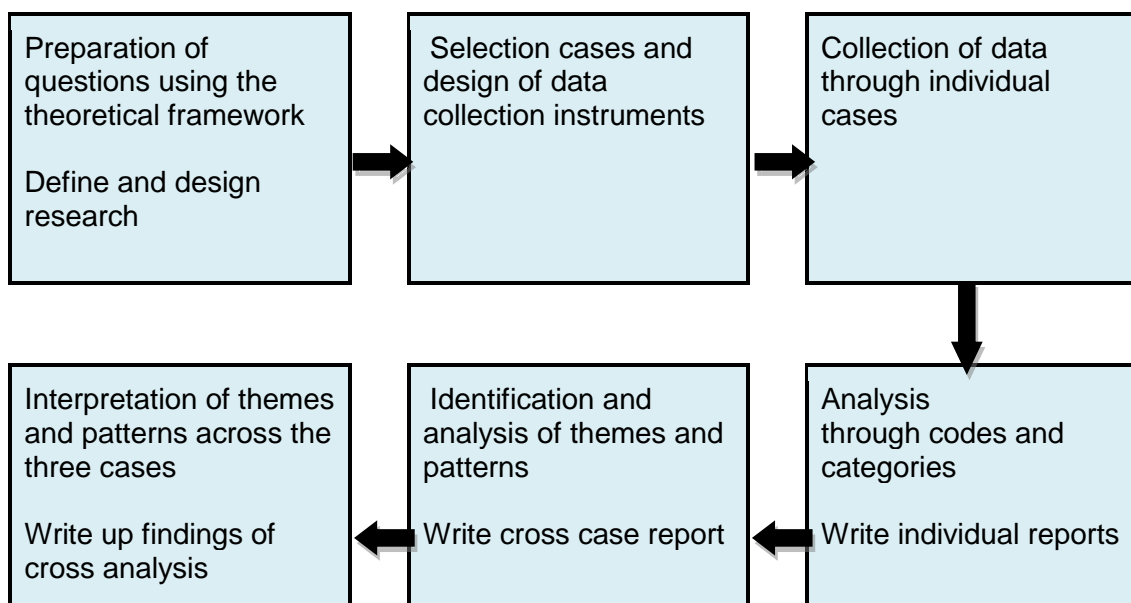 Preparation of
questions using the
theoretical framework
Define and design
research
Selection cases and
design of data
collection instruments
Collection of data
through individual
cases
Analysis
through codes and
categories
Write individual reports
Identification and
analysis of themes and
patterns
Write cross case report
Interpretation of themes
and patterns across the
three cases
Write up findings of
cross analysis